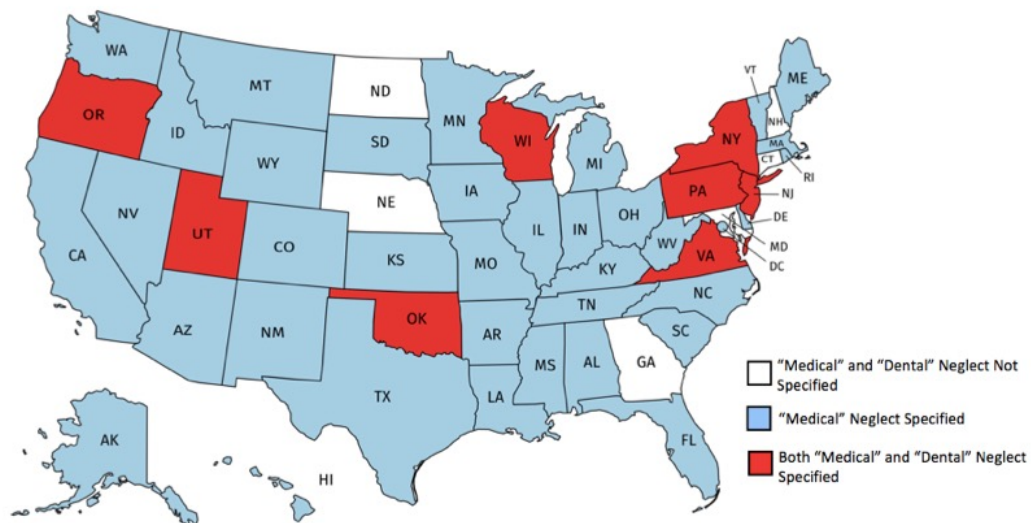 WA
MT
ND
MN
VT
ME
OR
ID
SD
WI
NY
NH
MA
WY
MI
CT
RI
IA
PA
NJ
NE
NV
UT
IL
IN
OH
DE
CO
WV
MD
CA
KS
MO
KY
VA
DC
TN
NC
AZ
NM
OK
AR
SC
MS
AL
GA
TX
LA
FL
AK
HI
"Medical" and "Dental" Neglect Not
Specified
"Medical" Neglect Specified
Both "Medical" and "Dental" Neglect
Specified